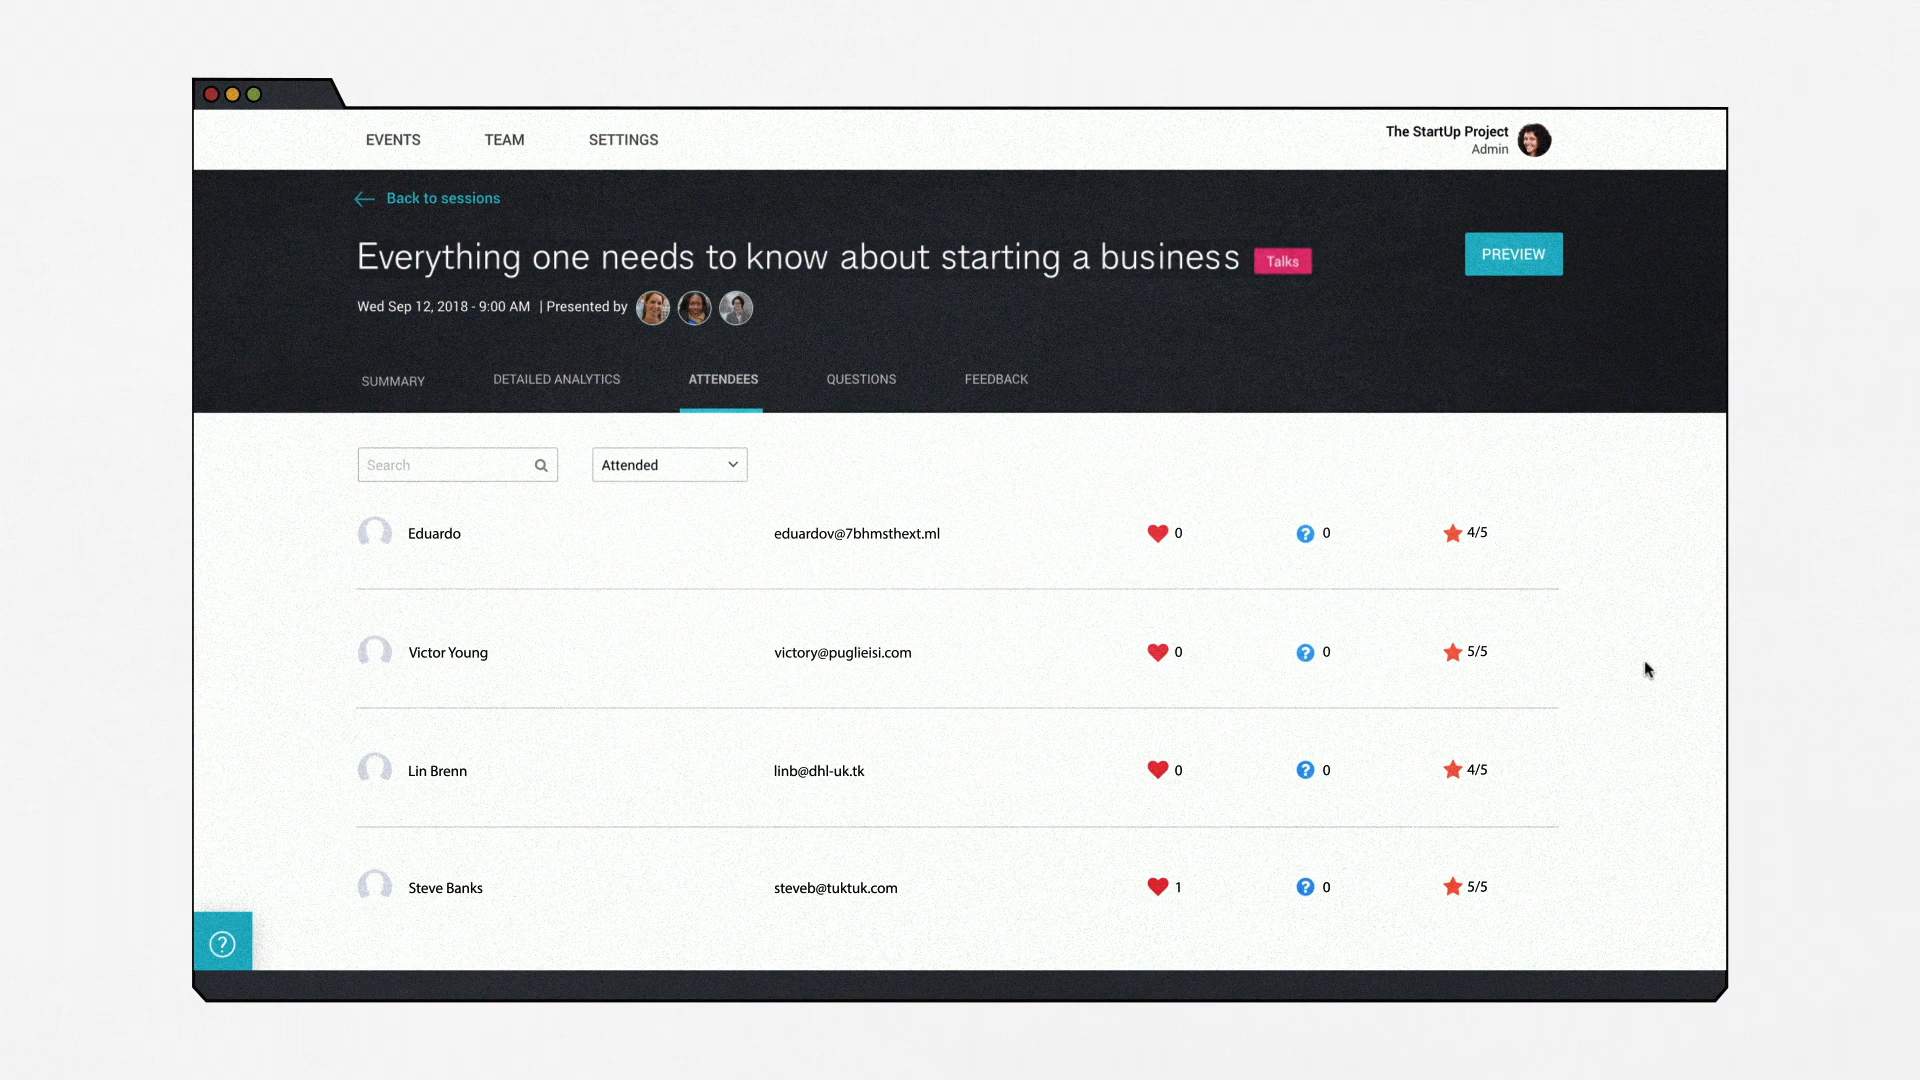 EVENTS TEAM SETTINGS
The StartUp Project
Admin
Back to sessions
Everything one needs to know about starting a business Talks
PREVIEW
Wed Sep 12, 2018 - 9:00 AM | Presented by
SUMMARY DETAILED ANALYTICS ATTENDEES QUESTIONS FEEDBACK
Search Attended
Eduardo eduardov@7bhmsthext.ml 0 ? 0 4/5
Victor Young victory@puglieisi.com 0 ? 0 5/5
Lin Brenn linb@dhl-uk.tk 0 ? 0 4/5
Steve Banks steveb@tuktuk.com 1 ? 0 5/5
?